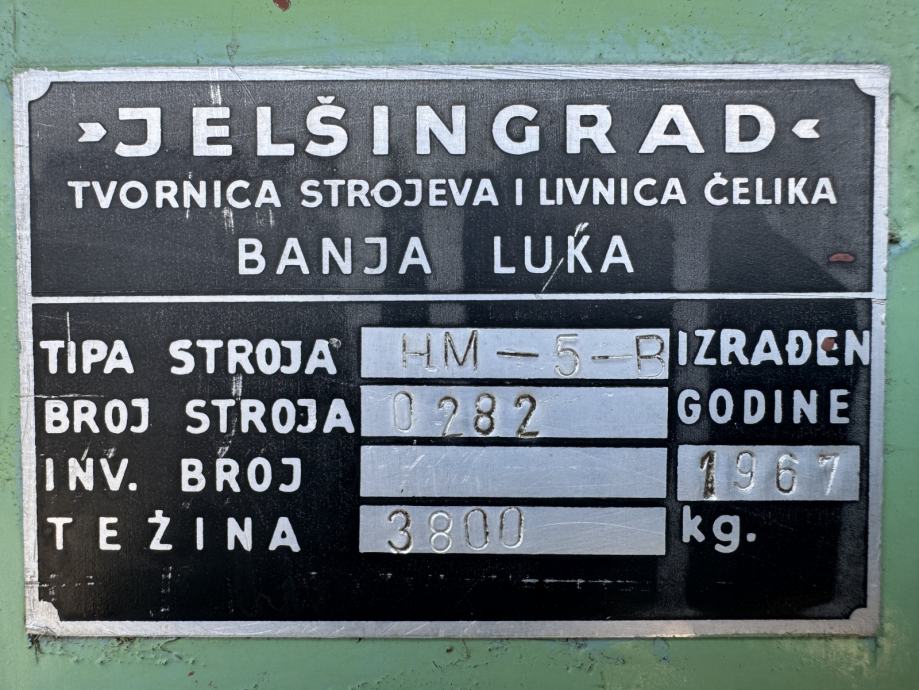 »JELŠINGRAD«
TVORNICA STROJEVA I LIVNICA ČELIKA
BANJA LUKA
TIPA STROJA HM-5-B IZRAĐEN
BROJ STROJA 0282 GODINE
INV. BROJ 1967
TEŽINA 3800 kg.